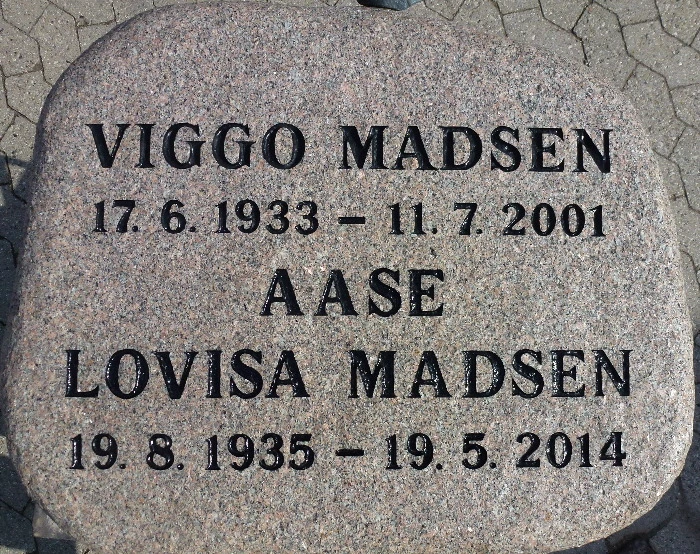 VIGGO MADSEN
17. 6. 1933 – 11. 7. 2001
AASE
LOVISA MADSEN
19. 8. 1935 – 19. 5. 2014